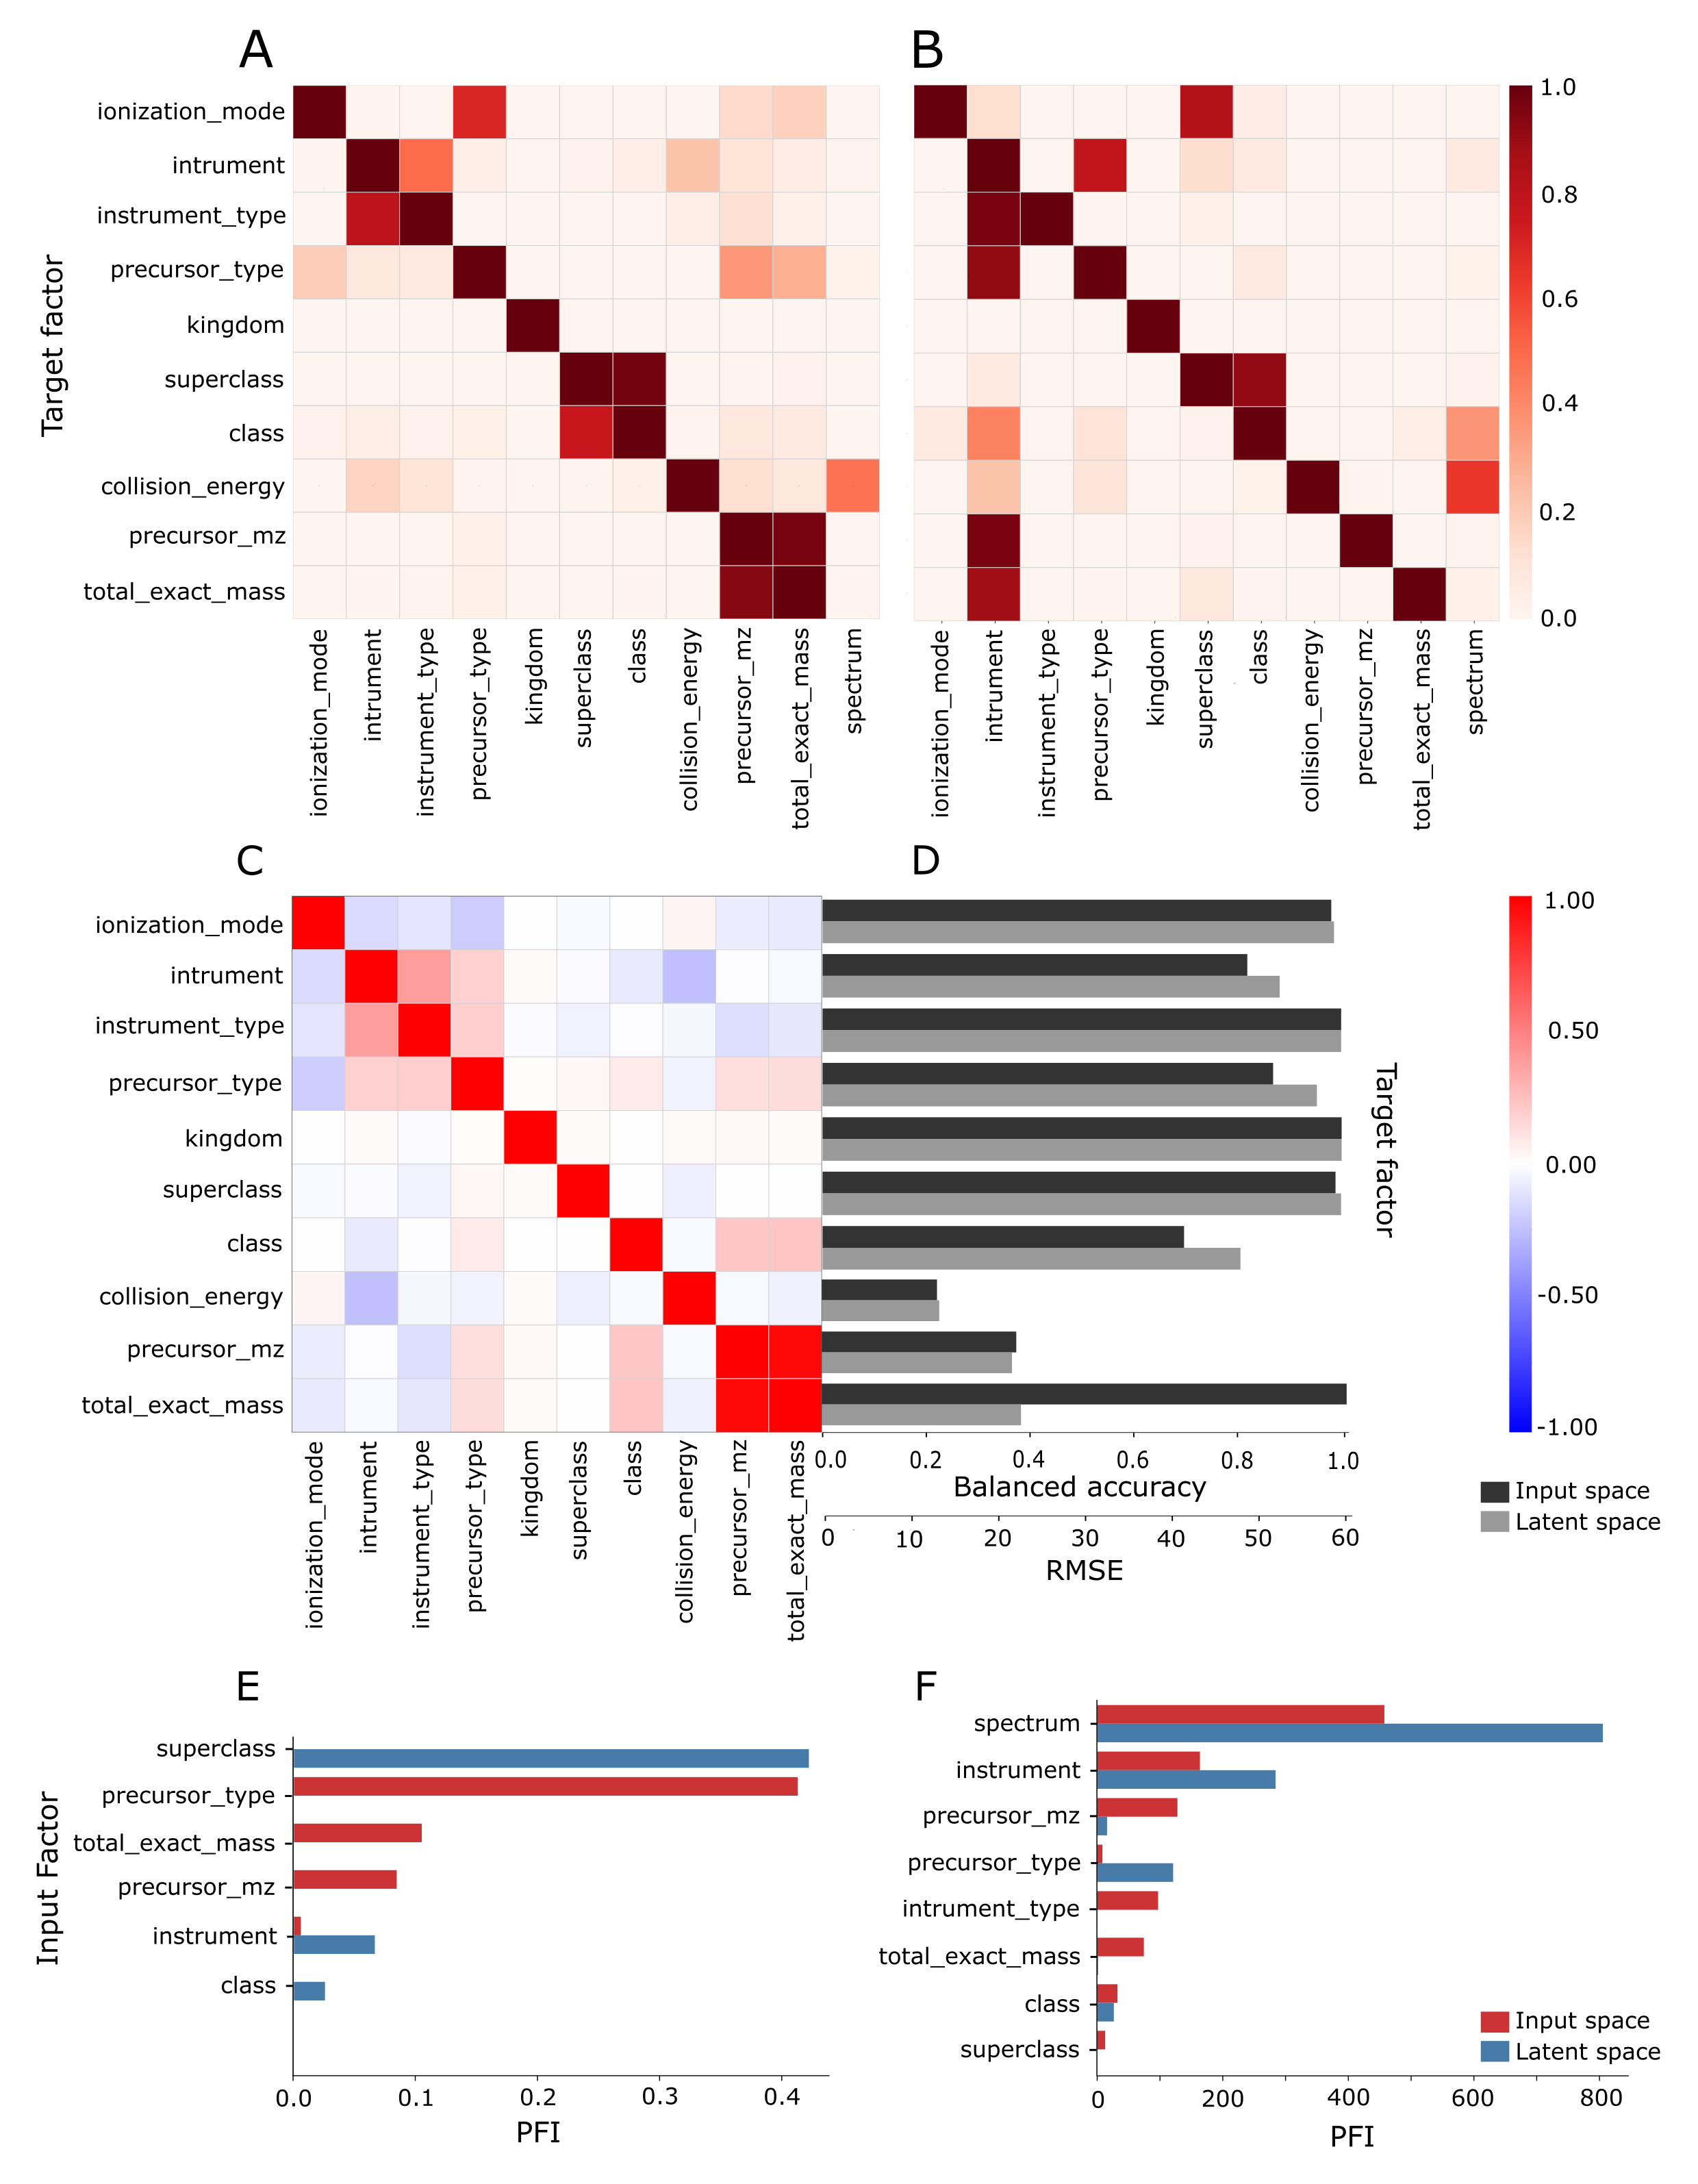 A
B
ionization_mode
intrument
instrument_type
precursor_type
kingdom
superclass
class
collision_energy
precursor_mz
total_exact_mass
Target factor
1.0
0.8
0.6
0.4
0.2
0.0
ionization_mode
intrument
instrument_type
precursor_type
kingdom
superclass
class
collision_energy
precursor_mz
total_exact_mass
spectrum
ionization_mode
intrument
instrument_type
precursor_type
kingdom
superclass
class
collision_energy
precursor_mz
total_exact_mass
spectrum
C
D
ionization_mode
intrument
instrument_type
precursor_type
kingdom
superclass
class
collision_energy
precursor_mz
total_exact_mass
Target factor
1.00
0.50
0.00
-0.50
-1.00
ionization_mode
intrument
instrument_type
precursor_type
kingdom
superclass
class
collision_energy
precursor_mz
total_exact_mass
0.0 0.2 0.4 0.6 0.8 1.0
Balanced accuracy
0 10 20 30 40 50 60
RMSE
Input space
Latent space
E
superclass
precursor_type
total_exact_mass
precursor_mz
instrument
class
Input Factor
0.0 0.1 0.2 0.3 0.4
PFI
F
spectrum
instrument
precursor_mz
precursor_type
intrument_type
total_exact_mass
class
superclass
Input space
Latent space
0 200 400 600 800
PFI